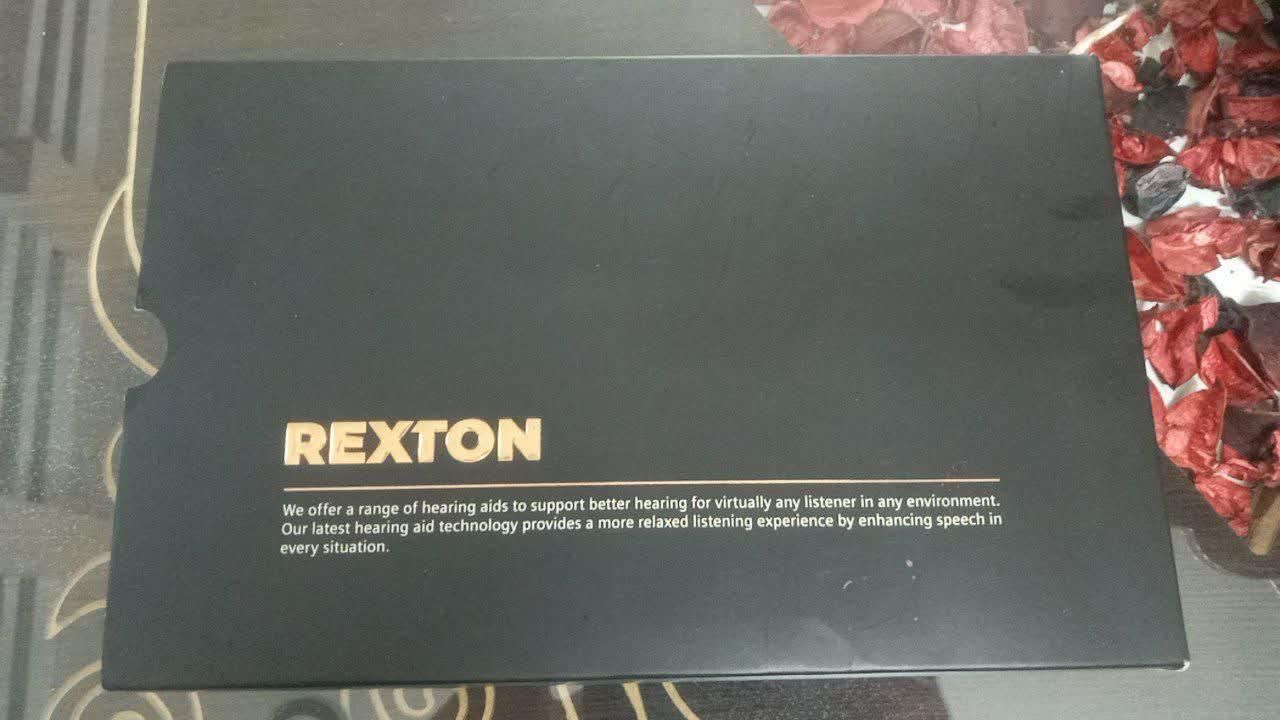 REXTON
We offer a range of hearing aids to support better hearing for virtually any listener in any environment.
Our latest hearing aid technology provides a more relaxed listening experience by enhancing speech in
every situation.